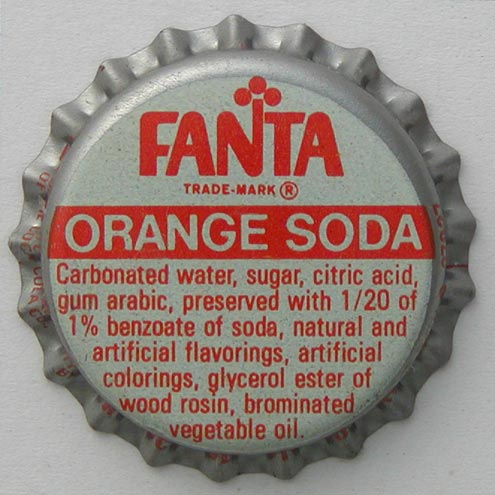 FANTA
TRADE-MARK ®
ORANGE SODA
Carbonated water, sugar, citric acid,
gum arabic, preserved with 1/20 of
1% benzoate of soda, natural and
artificial flavorings, artificial
colorings, glycerol ester of
wood rosin, brominated
vegetable oil.